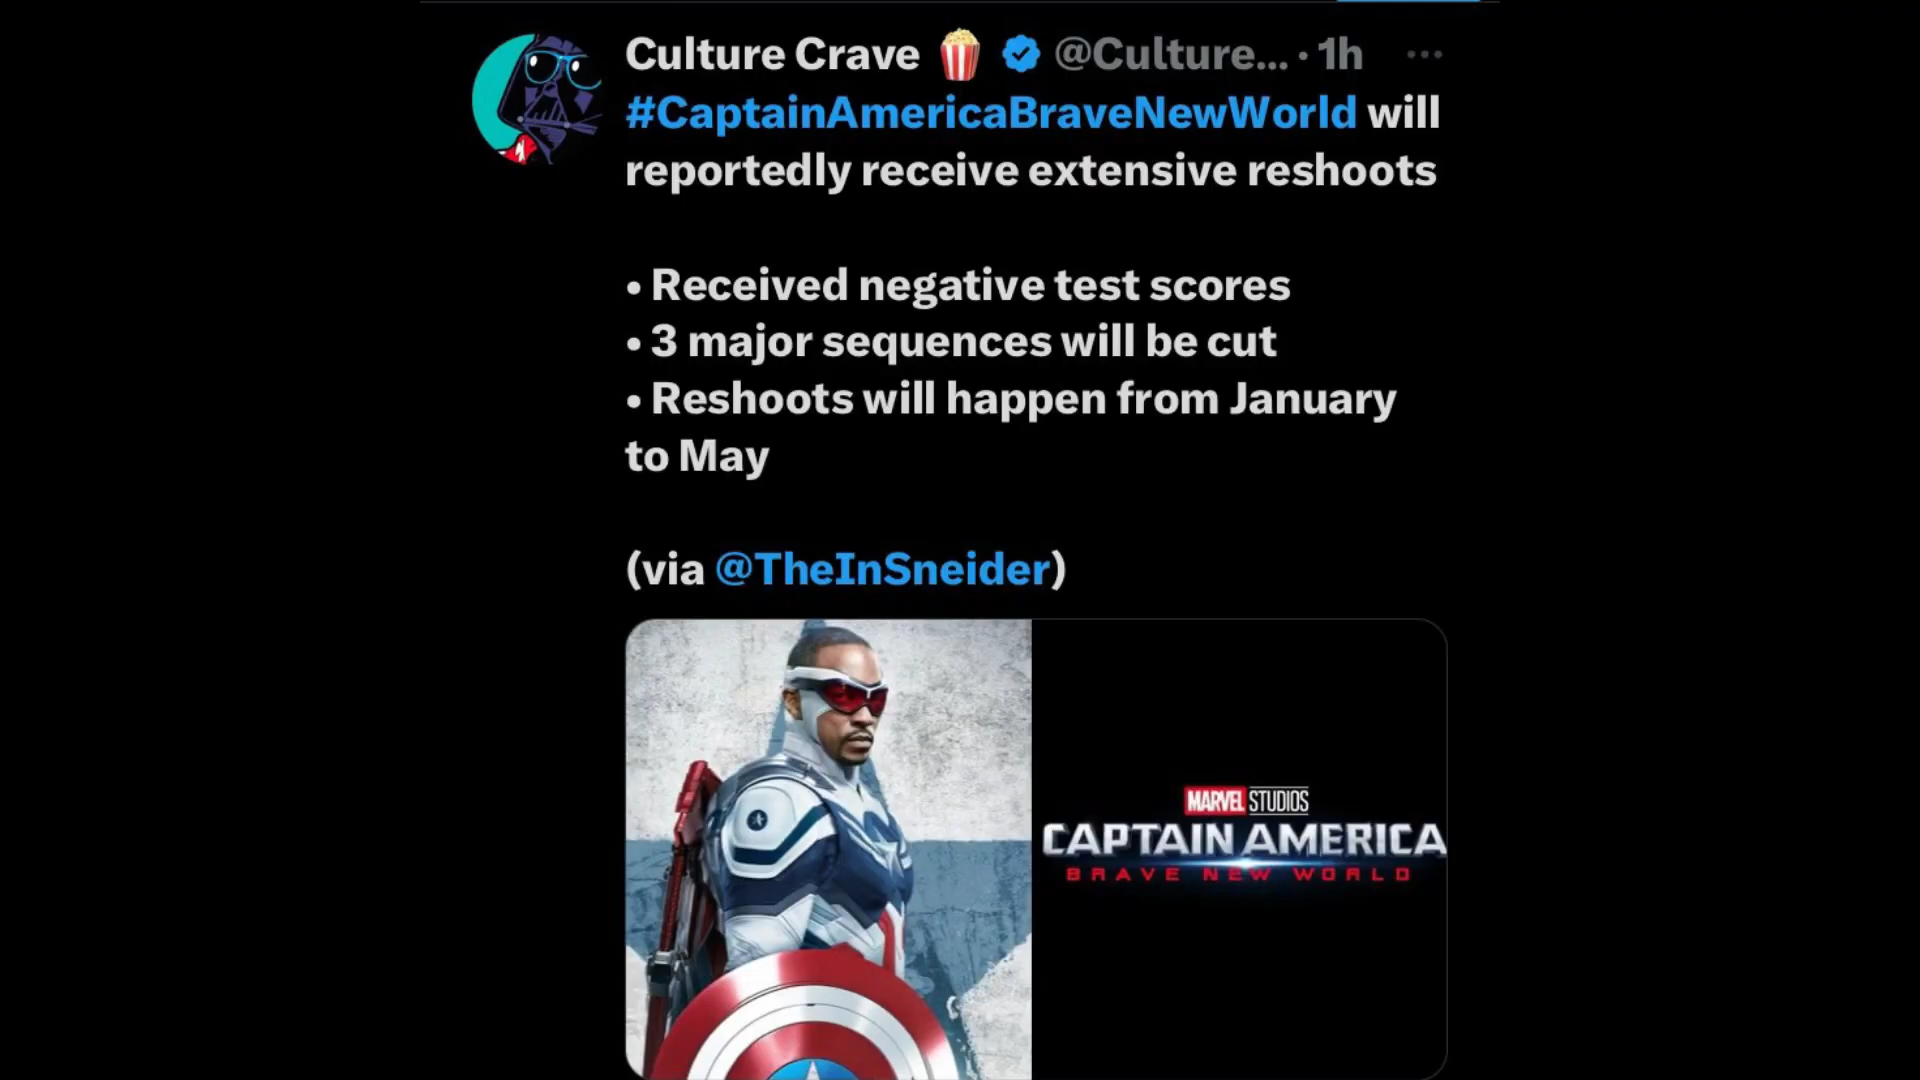 Culture Crave 🍿 @Culture... · 1h ...
#CaptainAmericaBraveNewWorld will
reportedly receive extensive reshoots
• Received negative test scores
• 3 major sequences will be cut
• Reshoots will happen from January
to May
(via @TheInSneider)
MARVEL STUDIOS
CAPTAIN AMERICA
BRAVE NEW WORLD